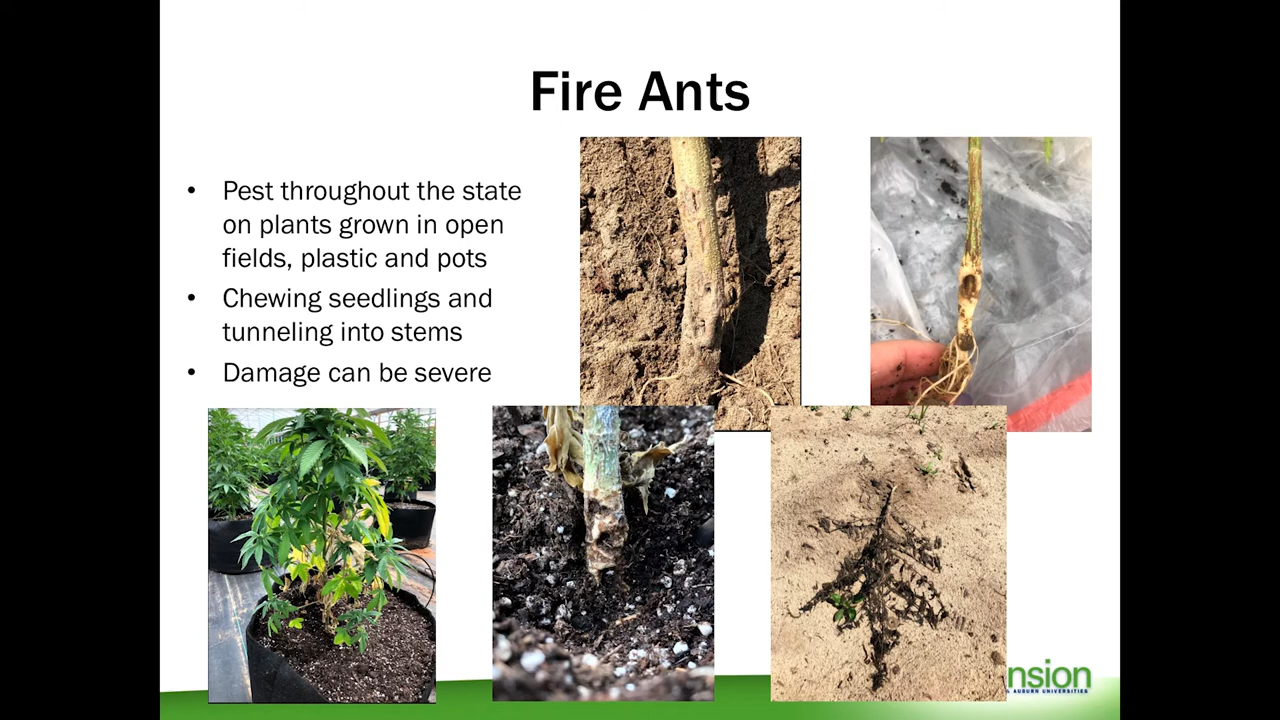 Fire Ants
• Pest throughout the state
on plants grown in open
fields, plastic and pots
• Chewing seedlings and
tunneling into stems
• Damage can be severe
nsion
& AUBURN UNIVERSITIES